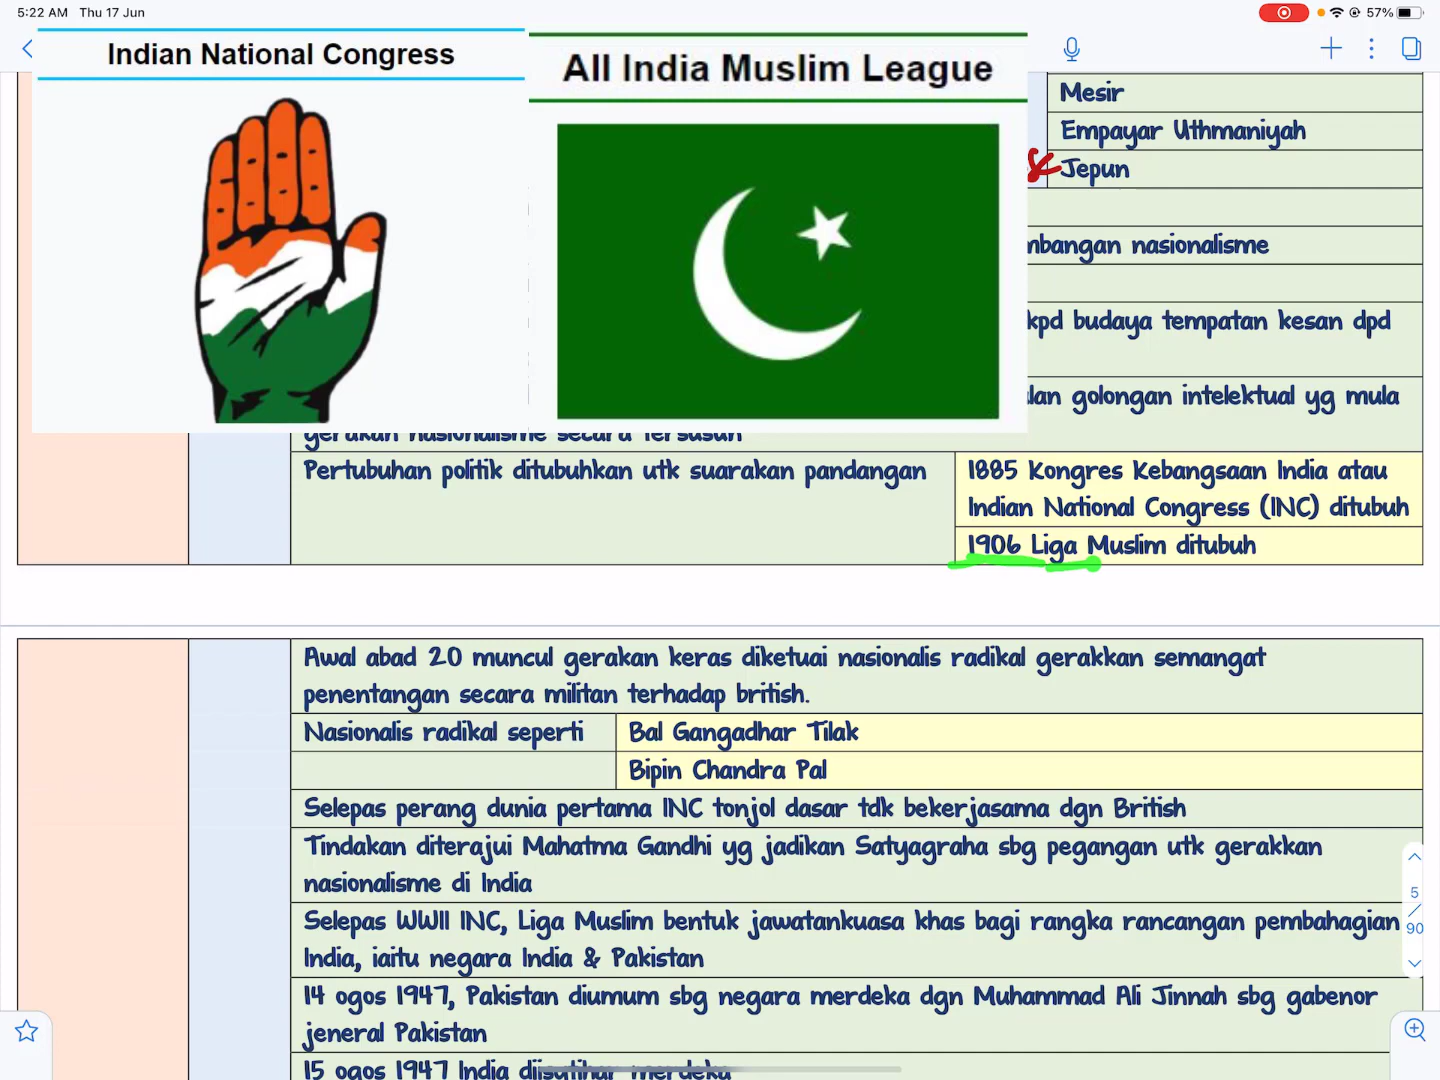 5:22 AM Thu 17 Jun
57%
Indian National Congress
All India Muslim League
Mesir
Empayar Uthmaniyah
& Jepun
mbangan nasionalisme
kpd budaya tempatan kesan dpd
lan golongan intelektual yg mula
gerakan nasionalisme secara tersusun
Pertubuhan politik ditubuhkan utk suarakan pandangan
1885 Kongres Kebangsaan India atau
Indian National Congress (INC) ditubuh
1906 Liga Muslim ditubuh
Awal abad 20 muncul gerakan keras diketuai nasionalis radikal gerakkan semangat
penentangan secara militan terhadap british.
Nasionalis radikal seperti
Bal Gangadhar Tilak
Bipin Chandra Pal
Selepas perang dunia pertama INC tonjol dasar tdk bekerjasama dgn British
Tindakan diterajui Mahatma Gandhi yg jadikan Satyagraha sbg pegangan utk gerakkan
nasionalisme di India
Selepas WWII INC, Liga Muslim bentuk jawatankuasa khas bagi rangka rancangan pembahagian
India, iaitu negara India & Pakistan
14 ogos 1947, Pakistan diumum sbg negara merdeka dgn Muhammad Ali Jinnah sbg gabenor
jeneral Pakistan
15 ogos 1947 India diisytihar merdeka
5
/
90